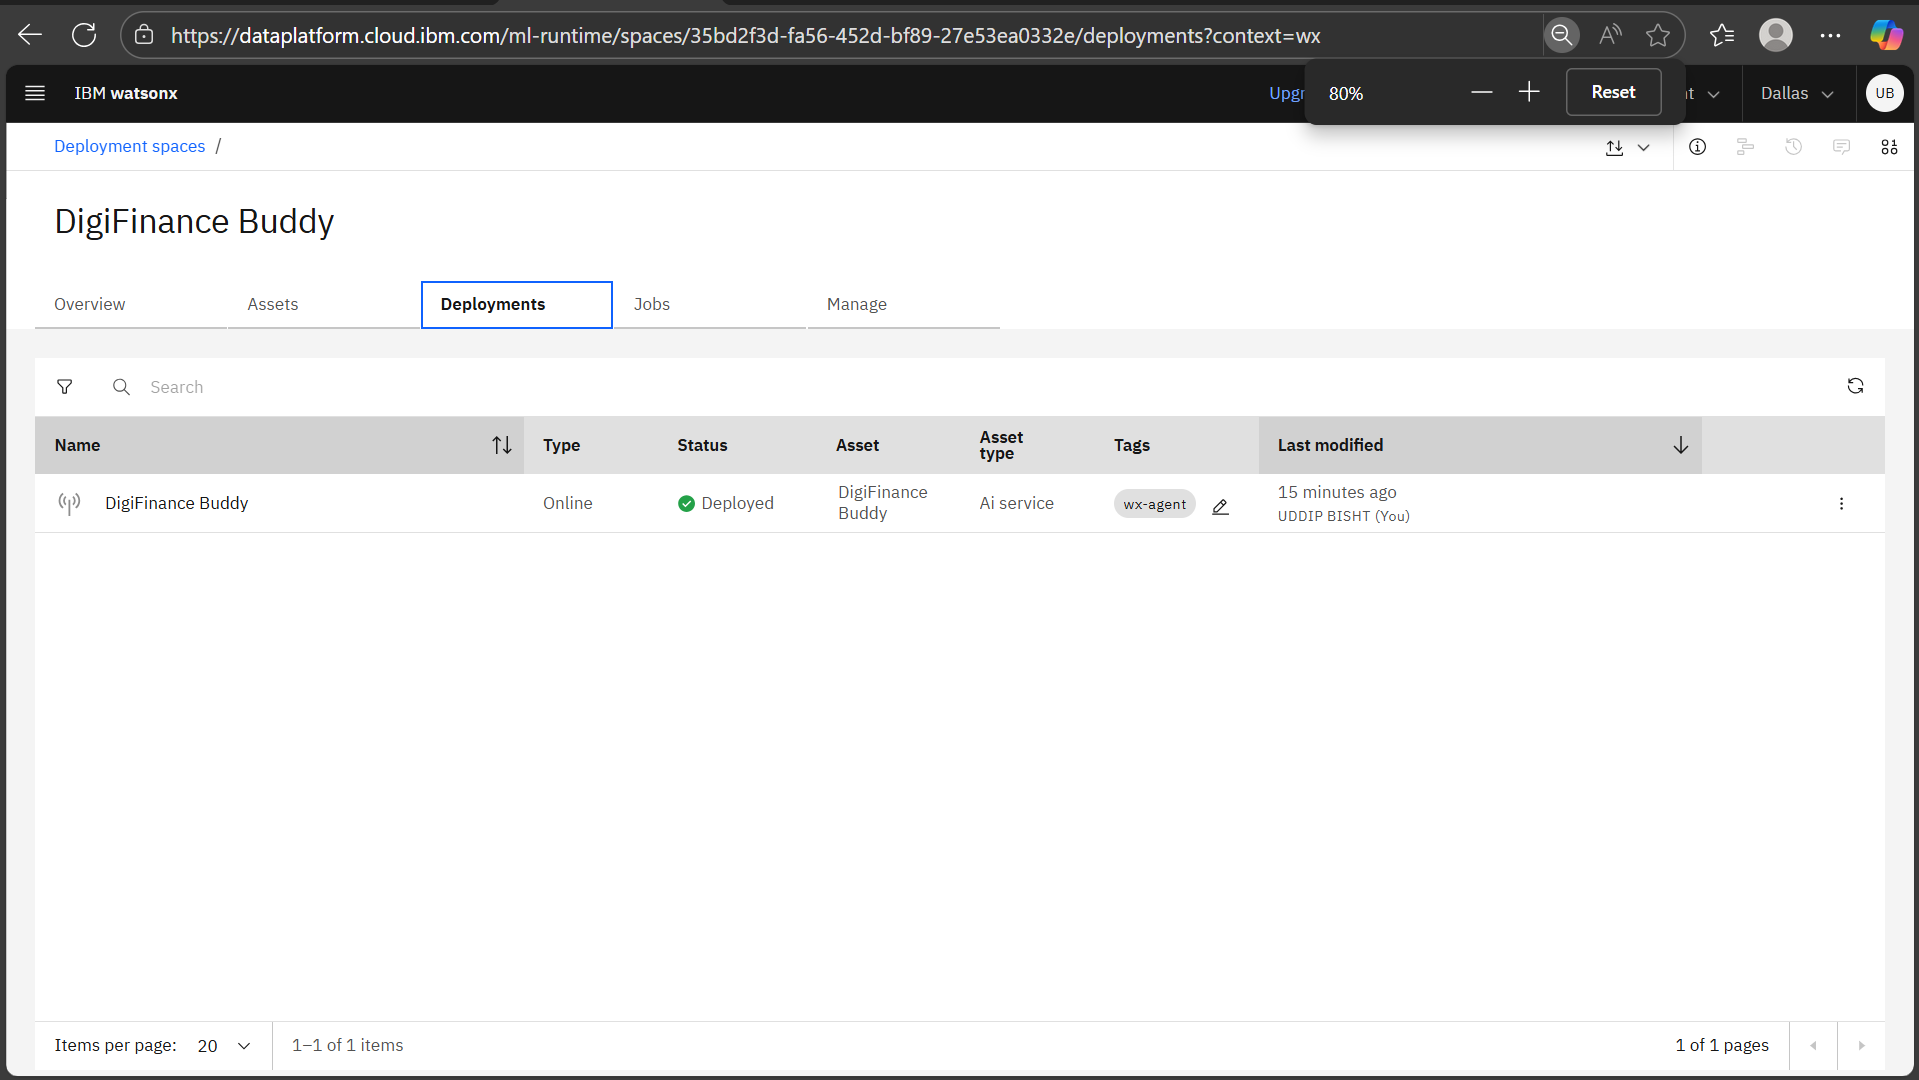 https://dataplatform.cloud.ibm.com/ml-runtime/spaces/35bd2f3d-fa56-452d-bf89-27e53ea0332e/deployments?context=wx
80%
Reset
IBM watsonx
Upgr
t
Dallas
UB
Deployment spaces /
DigiFinance Buddy
Overview
Assets
Deployments
Jobs
Manage
Search
Name
Type
Status
Asset
Asset
type
Tags
Last modified
DigiFinance Buddy
Online
Deployed
DigiFinance
Buddy
Ai service
wx-agent
15 minutes ago
UDDIP BISHT (You)
Items per page: 20
1–1 of 1 items
1 of 1 pages